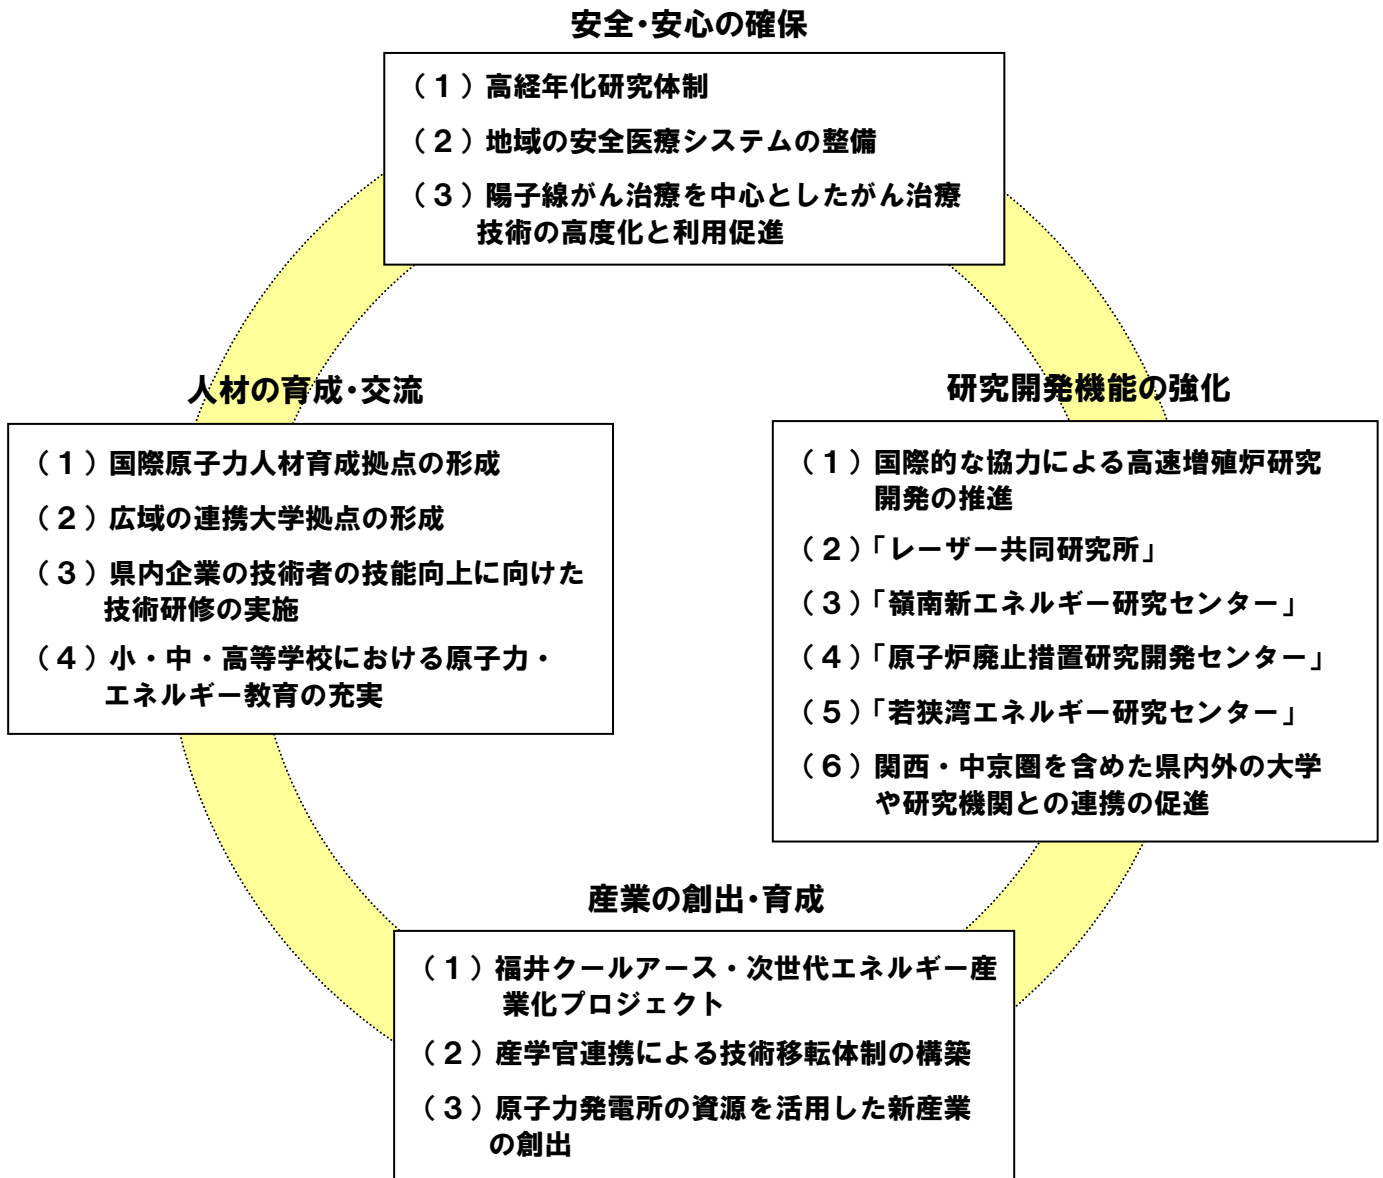 安全・安心の確保
（１）高経年化研究体制
（２）地域の安全医療システムの整備
（３）陽子線がん治療を中心としたがん治療
技術の高度化と利用促進
人材の育成・交流
（１）国際原子力人材育成拠点の形成
（２）広域の連携大学拠点の形成
（３）県内企業の技術者の技能向上に向けた
技術研修の実施
（４）小・中・高等学校における原子力・
エネルギー教育の充実
研究開発機能の強化
（１）国際的な協力による高速増殖炉研究
開発の推進
（２）「レーザー共同研究所」
（３）「嶺南新エネルギー研究センター」
（４）「原子炉廃止措置研究開発センター」
（５）「若狭湾エネルギー研究センター」
（６）関西・中京圏を含めた県内外の大学
や研究機関との連携の促進
産業の創出・育成
（１）福井クールアース・次世代エネルギー産
業化プロジェクト
（２）産学官連携による技術移転体制の構築
（３）原子力発電所の資源を活用した新産業
の創出